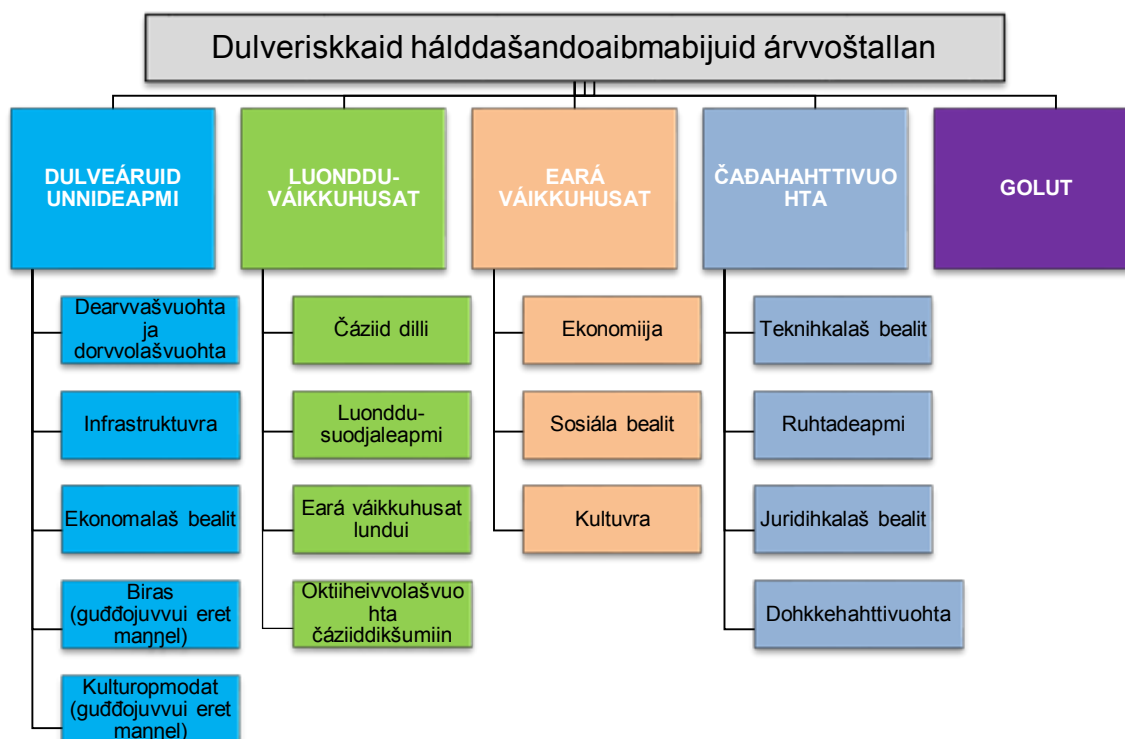 Dulveriskkaid hálddašandoaibmabijuid árvvoštallan
DULVEÁRUID
UNNIDEAPMI
LUONDDU-
VÁIKKUHUSAT
EARÁ
VÁIKKUHUSAT
ČAĐAHAHTTIVUO
HTA
GOLUT
Dearvvašvuohta
ja
dorvvolašvuohta
Infrastruktuvra
Ekonomalaš bealit
Biras
(guđđojuvvui eret
maŋŋel)
Kulturopmodat
(guđđojuvvui eret
maŋŋel)
Čáziid dilli
Luonddu-
suodjaleapmi
Eará váikkuhusat
lundui
Oktiiheivvolašvuo
hta
čáziiddikšumiin
Ekonomiija
Sosiála bealit
Kultuvra
Teknihkalaš bealit
Ruhtadeapmi
Juridihkalaš bealit
Dohkkehahttivuohta